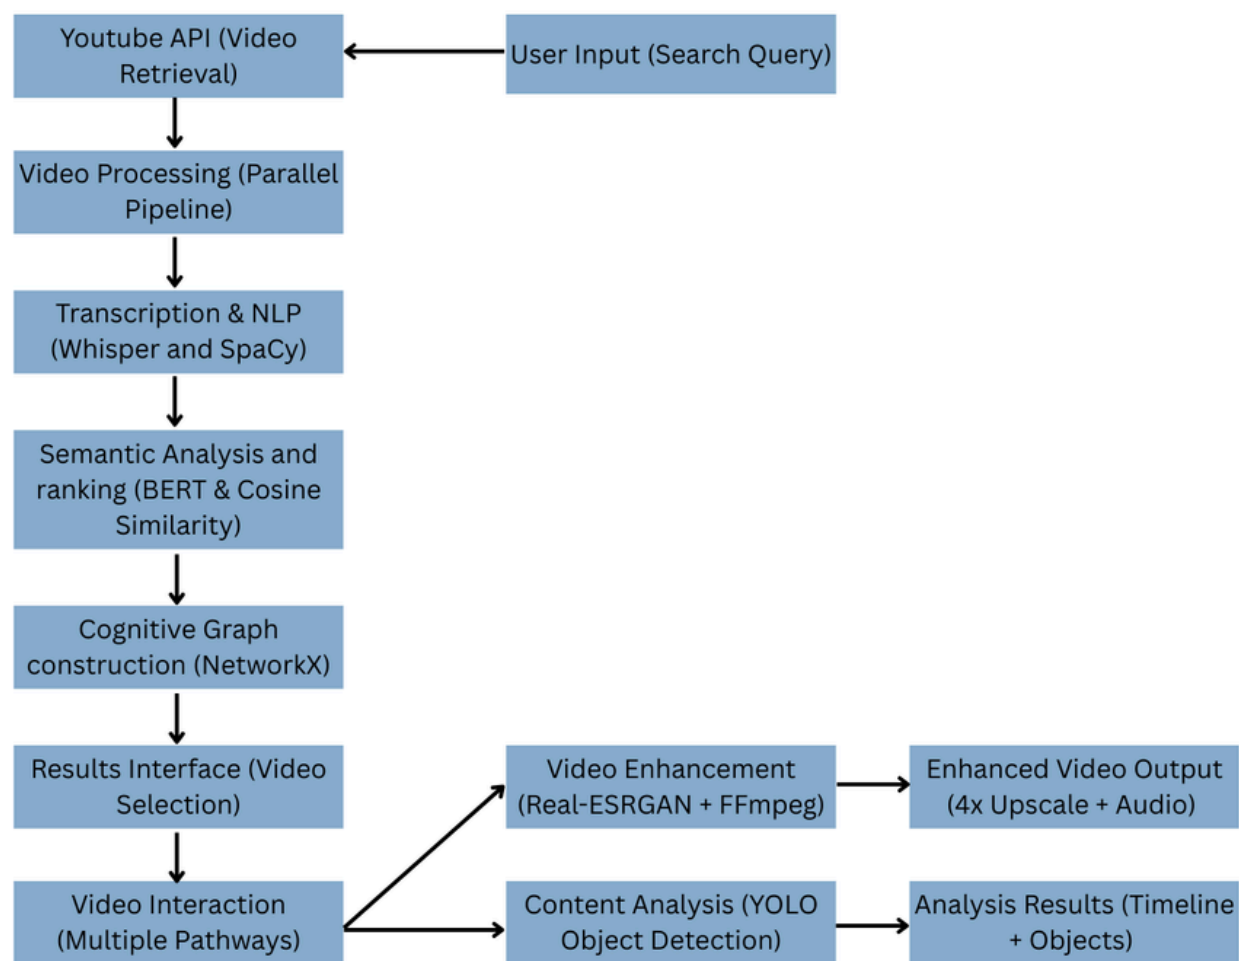 Youtube API (Video
Retrieval)
User Input (Search Query)
Video Processing (Parallel
Pipeline)
Transcription & NLP
(Whisper and SpaCy)
Semantic Analysis and
ranking (BERT & Cosine
Similarity)
Cognitive Graph
construction (NetworkX)
Results Interface (Video
Selection)
Video Enhancement
(Real-ESRGAN + FFmpeg)
Enhanced Video Output
(4x Upscale + Audio)
Video Interaction
(Multiple Pathways)
Content Analysis (YOLO
Object Detection)
Analysis Results (Timeline
+ Objects)